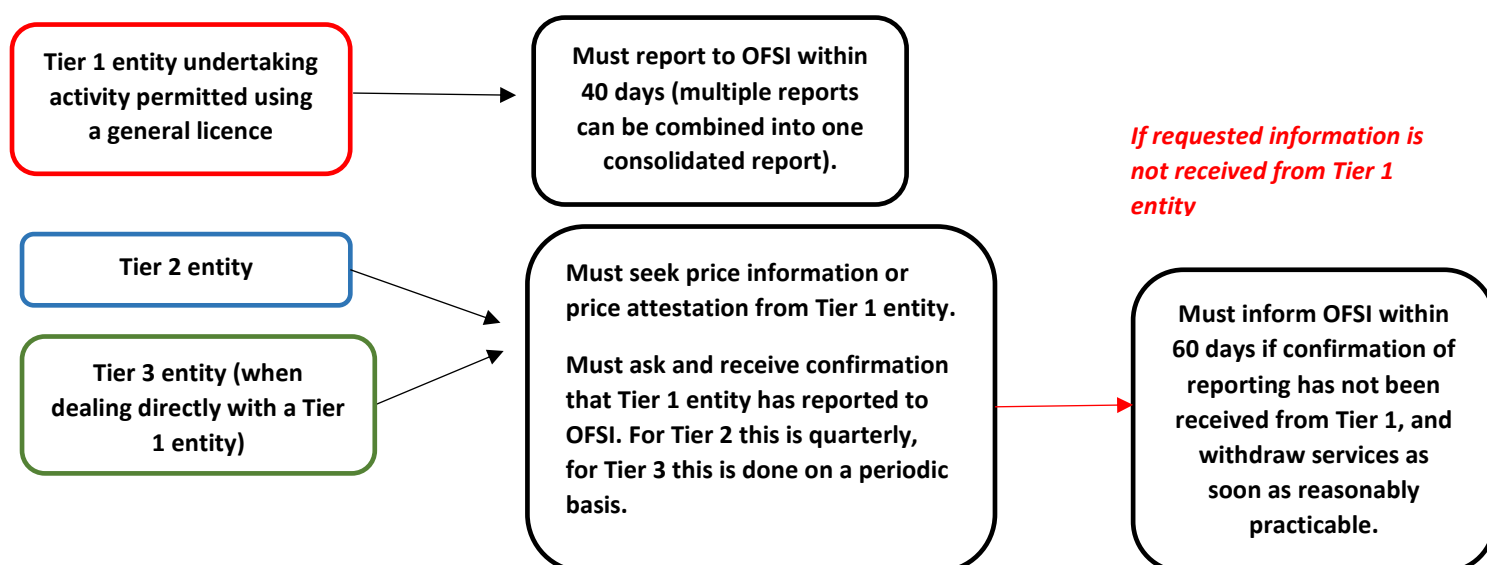 Tier 1 entity undertaking
activity permitted using
a general licence
Must report to OFSI within
40 days (multiple reports
can be combined into one
consolidated report).
If requested information is
not received from Tier 1
entity
Tier 2 entity
Tier 3 entity (when
dealing directly with a Tier
1 entity)
Must seek price information or
price attestation from Tier 1 entity.
Must ask and receive confirmation
that Tier 1 entity has reported to
OFSI. For Tier 2 this is quarterly,
for Tier 3 this is done on a periodic
basis.
Must inform OFSI within
60 days if confirmation of
reporting has not been
received from Tier 1, and
withdraw services as
soon as reasonably
practicable.